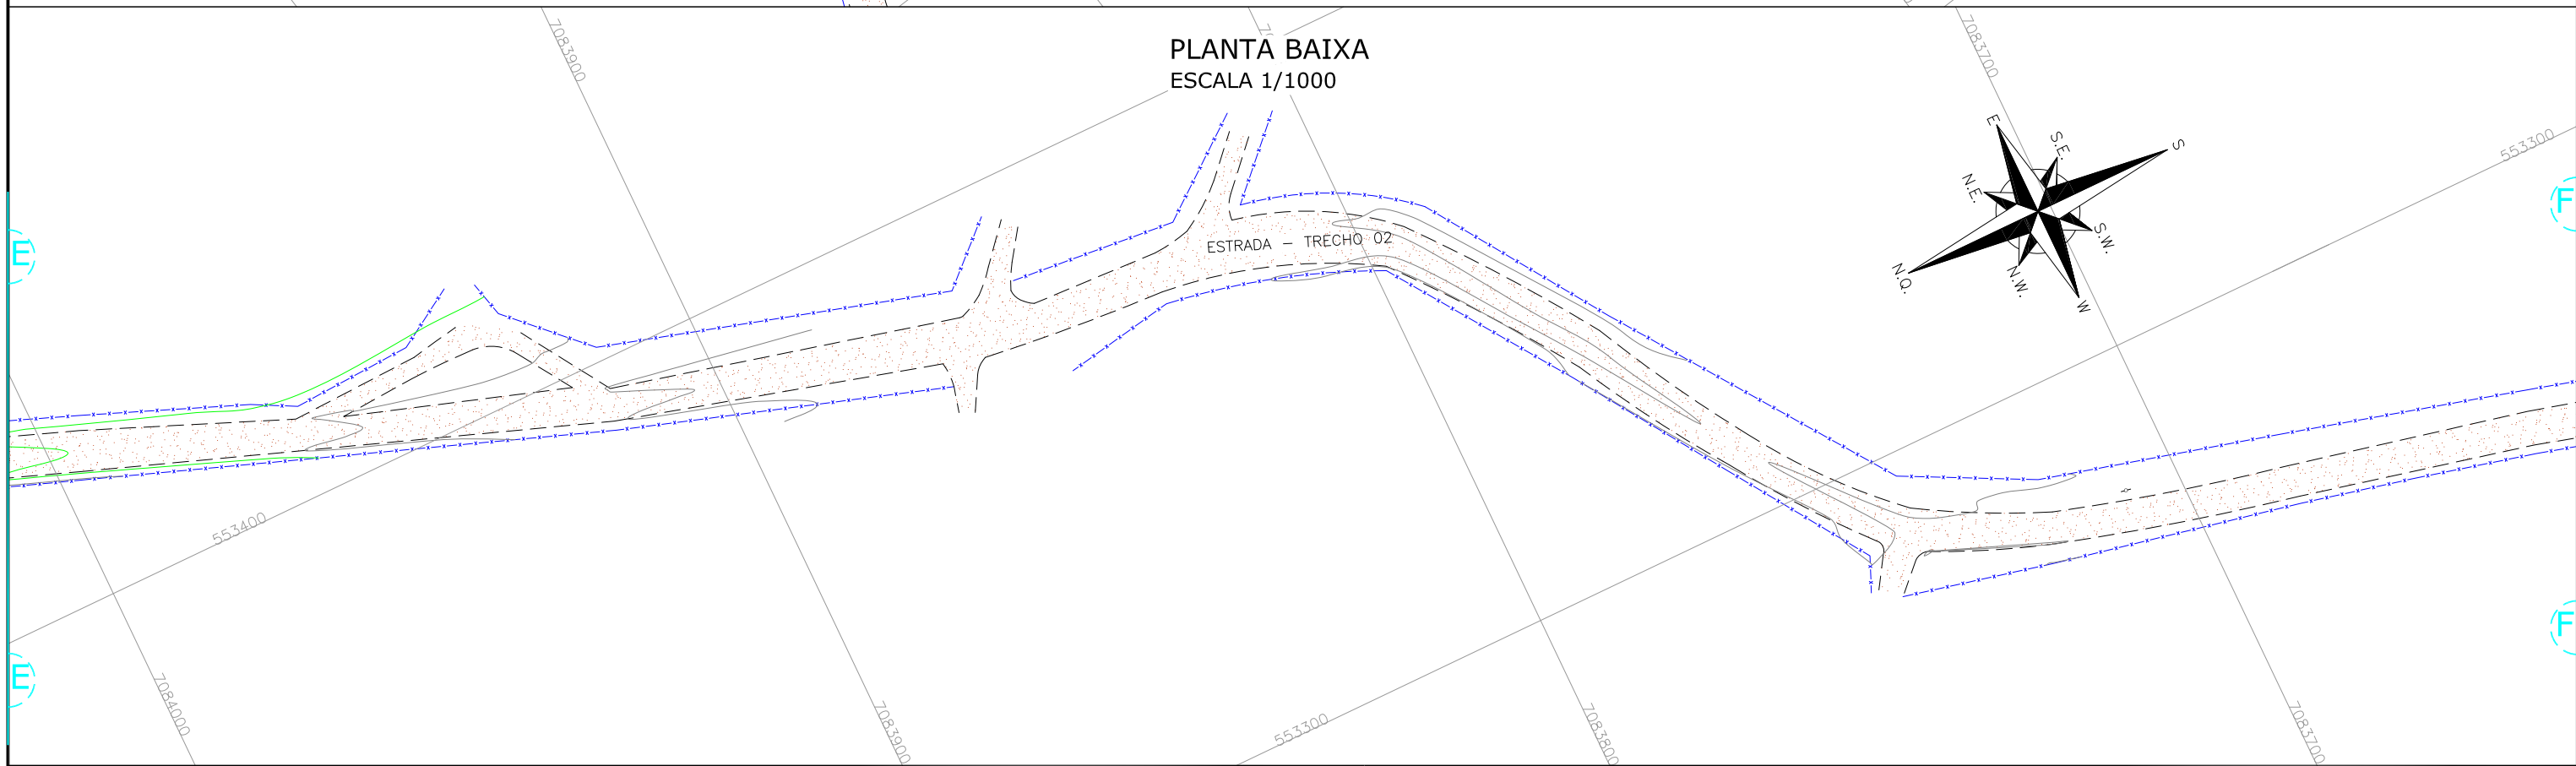 7083900
PLANTA BAIXA
ESCALA 1/1000
7083700
E
S.E.
S
N.E.
S.W.
N.Q.
N.W.
W
553300
E
F
ESTRADA — TRECHO 02
553400
E
F
7084000
7083900
553300
7083800
7083700